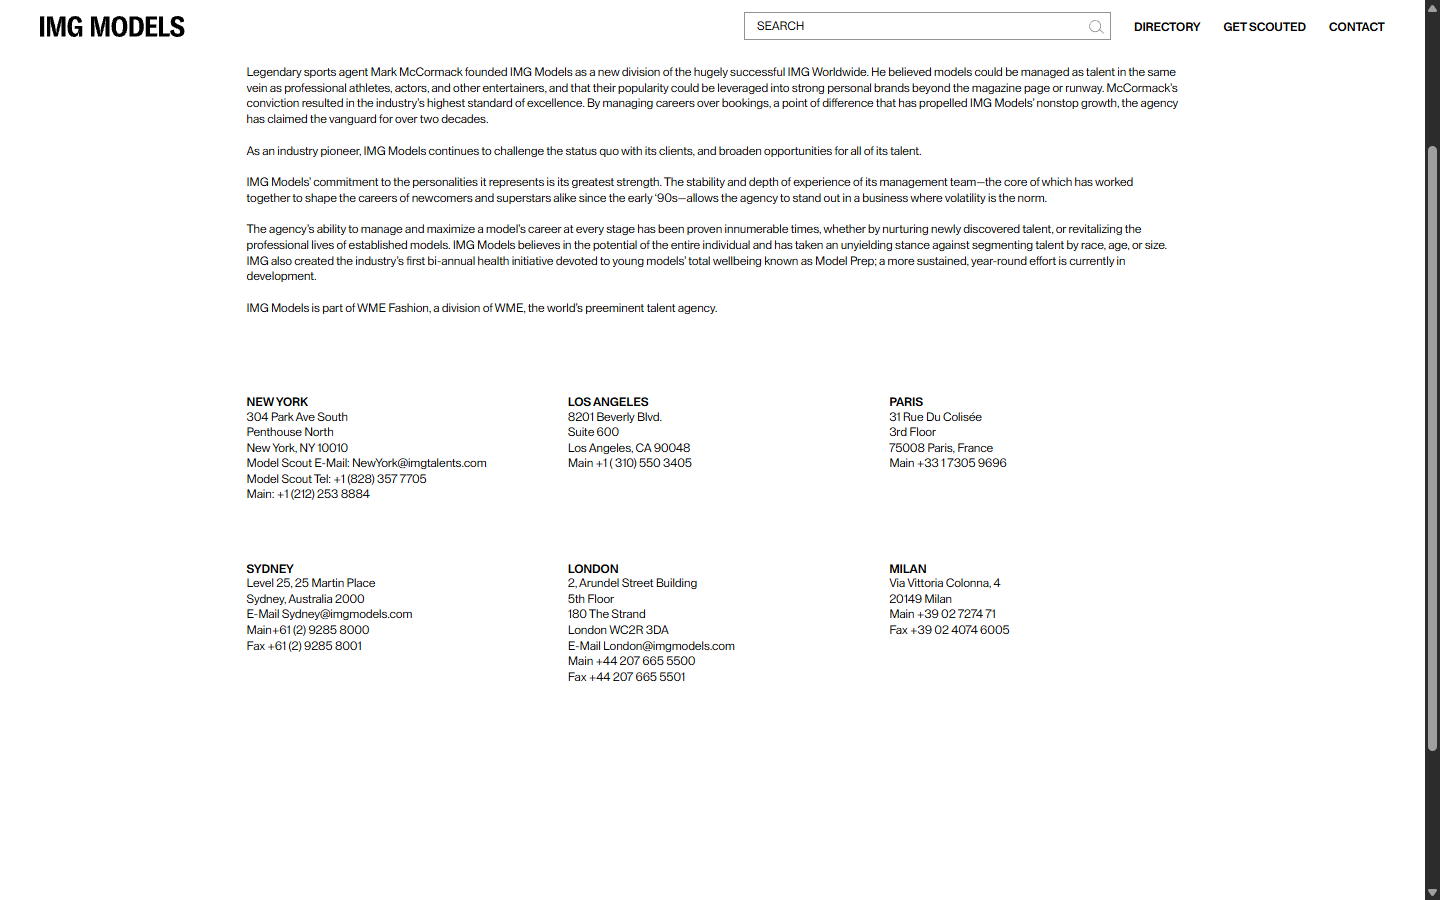 IMG MODELS
SEARCH
DIRECTORY
GET SCOUTED
CONTACT
Legendary sports agent Mark McCormack founded IMG Models as a new division of the hugely successful IMG Worldwide. He believed models could be managed as talent in the same
vein as professional athletes, actors, and other entertainers, and that their popularity could be leveraged into strong personal brands beyond the magazine page or runway. McCormack's
conviction resulted in the industry's highest standard of excellence. By managing careers over bookings, a point of difference that has propelled IMG Models' nonstop growth, the agency
has claimed the vanguard for over two decades.
As an industry pioneer, IMG Models continues to challenge the status quo with its clients, and broaden opportunities for all of its talent.
IMG Models' commitment to the personalities it represents is its greatest strength. The stability and depth of experience of its management team—the core of which has worked
together to shape the careers of newcomers and superstars alike since the early '90s—allows the agency to stand out in a business where volatility is the norm.
The agency's ability to manage and maximize a model's career at every stage has been proven innumerable times, whether by nurturing newly discovered talent, or revitalizing the
professional lives of established models. IMG Models believes in the potential of the entire individual and has taken an unyielding stance against segmenting talent by race, age, or size.
IMG also created the industry's first bi-annual health initiative devoted to young models' total wellbeing known as Model Prep; a more sustained, year-round effort is currently in
development.
IMG Models is part of WME Fashion, a division of WME, the world's preeminent talent agency.
NEW YORK
304 Park Ave South
Penthouse North
New York, NY 10010
Model Scout E-Mail: NewYork@imgtalents.com
Model Scout Tel: +1 (828) 357 7705
Main: +1 (212) 253 8884
LOS ANGELES
8201 Beverly Blvd.
Suite 600
Los Angeles, CA 90048
Main +1 ( 310) 550 3405
PARIS
31 Rue Du Colisée
3rd Floor
75008 Paris, France
Main +33 1 7305 9696
SYDNEY
Level 25, 25 Martin Place
Sydney, Australia 2000
E-Mail Sydney@imgmodels.com
Main+61 (2) 9285 8000
Fax +61 (2) 9285 8001
LONDON
2, Arundel Street Building
5th Floor
180 The Strand
London WC2R 3DA
E-Mail London@imgmodels.com
Main +44 207 665 5500
Fax +44 207 665 5501
MILAN
Via Vittoria Colonna, 4
20149 Milan
Main +39 02 7274 71
Fax +39 02 4074 6005